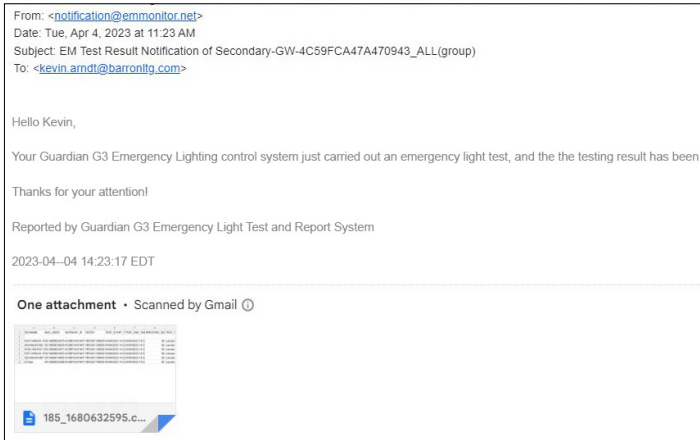 From: <notification@emmonitor.net>
Date: Tue, Apr 4, 2023 at 11:23 AM
Subject: EM Test Result Notification of Secondary-GW-4C59FCA47A470943_ALL(group)
To: <kevin.arndt@barronltg.com>
Hello Kevin,
Your Guardian G3 Emergency Lighting control system just carried out an emergency light test, and the the testing result has been
Thanks for your attention!
Reported by Guardian G3 Emergency Light Test and Report System
2023-04--04 14:23:17 EDT
One attachment • Scanned by Gmail
185_1680632595.c...